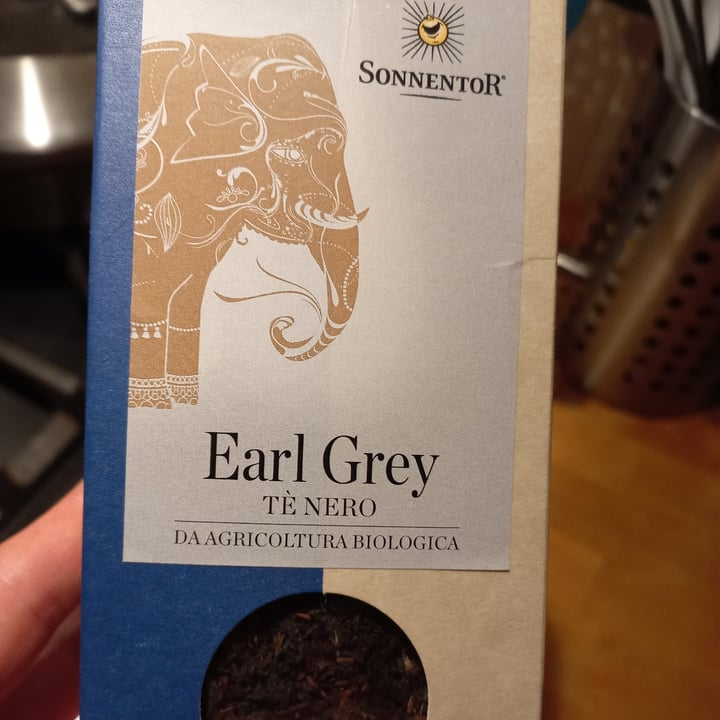 SONNENTOR®
Earl Grey
TÈ NERO
DA AGRICOLTURA BIOLOGICA